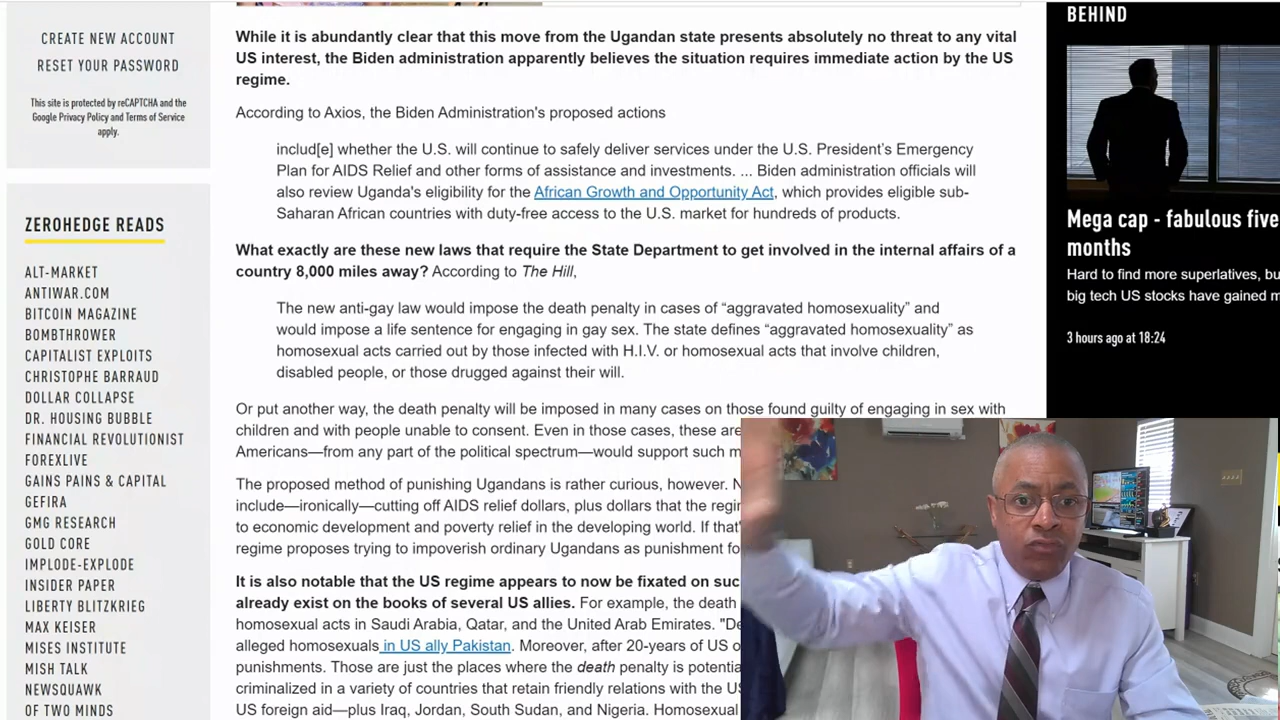 CREATE NEW ACCOUNT
RESET YOUR PASSWORD
This site is protected by reCAPTCHA and the
Google Privacy Policy and Terms of Service
apply.
ZEROHEDGE READS
ALT-MARKET
ANTIWAR.COM
BITCOIN MAGAZINE
BOMBTHROWER
CAPITALIST EXPLOITS
CHRISTOPHE BARRAUD
DOLLAR COLLAPSE
DR. HOUSING BUBBLE
FINANCIAL REVOLUTIONIST
FOREXLIVE
GAINS PAINS & CAPITAL
GEFIRA
GMG RESEARCH
GOLD CORE
IMPLODE-EXPLODE
INSIDER PAPER
LIBERTY BLITZKRIEG
MAX KEISER
MISES INSTITUTE
MISH TALK
NEWSQUAWK
OF TWO MINDS
While it is abundantly clear that this move from the Ugandan state presents absolutely no threat to any vital
US interest, the Biden administration apparently believes the situation requires immediate action by the US
regime.
According to Axios, the Biden Administration's proposed actions
includ[e] whether the U.S. will continue to safely deliver services under the U.S. President's Emergency
Plan for AIDS Relief and other forms of assistance and investments. ... Biden administration officials will
also review Uganda's eligibility for the African Growth and Opportunity Act, which provides eligible sub-
Saharan African countries with duty-free access to the U.S. market for hundreds of products.
What exactly are these new laws that require the State Department to get involved in the internal affairs of a
country 8,000 miles away? According to The Hill,
The new anti-gay law would impose the death penalty in cases of “aggravated homosexuality” and
would impose a life sentence for engaging in gay sex. The state defines “aggravated homosexuality” as
homosexual acts carried out by those infected with H.I.V. or homosexual acts that involve children,
disabled people, or those drugged against their will.
Or put another way, the death penalty will be imposed in many cases on those found guilty of engaging in sex with
children and with people unable to consent. Even in those cases, these are
Americans—from any part of the political spectrum—would support such
The proposed method of punishing Ugandans is rather curious, however.
include—ironically—cutting of AIDS relief dollars, plus dollars that the
to economic development and poverty relief in the developing world. If
regime proposes trying to impoverish ordinary Ugandans as punishment
It is also notable that the US regime appears to now be fixated on
already exist on the books of several US allies. For example, the death
homosexual acts in Saudi Arabia, Qatar, and the United Arab Emirates.
alleged homosexuals in US ally Pakistan. Moreover, after 20-years of US
punishments. Those are just the places where the death penalty is
criminalized in a variety of countries that retain friendly relations with the
US foreign aid—plus Iraq, Jordan, South Sudan, and Nigeria. Homosexual
BEHIND
Mega cap - fabulous five
months
Hard to find more superlatives,
big tech US stocks have gained
3 hours ago at 18:24